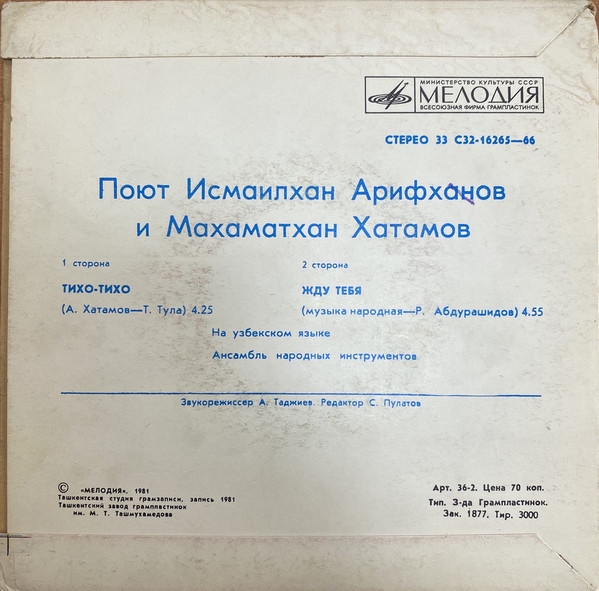 МИНИСТЕРСТВО КУЛЬТУРЫ СССР
МЕЛОДИЯ
ВСЕСОЮЗНАЯ ФИРМА ГРАМПЛАСТИНОК
СТЕРЕО 33 С32-16265—66
Поют Исмаилхан Арифханов
и Махаматхан Хатамов
1 сторона
ТИХО-ТИХО
(А. Хатамов—Т. Тула) 4.25
2 сторона
ЖДУ ТЕБЯ
(музыка народная—Р. Абдурашидов) 4.55
На узбекском языке
Ансамбль народных инструментов
Звукорежиссер А. Таджиев. Редактор С. Пулатов
© «МЕЛОДИЯ», 1981
Ташкентская студия грамзаписи, запись 1981
Ташкентский завод грампластинок
им. М. Т. Ташмухамедова
Арт. 36-2. Цена 70 коп.
Тип. З-да Грампластинок.
Зак. 1877, Тир. 3000